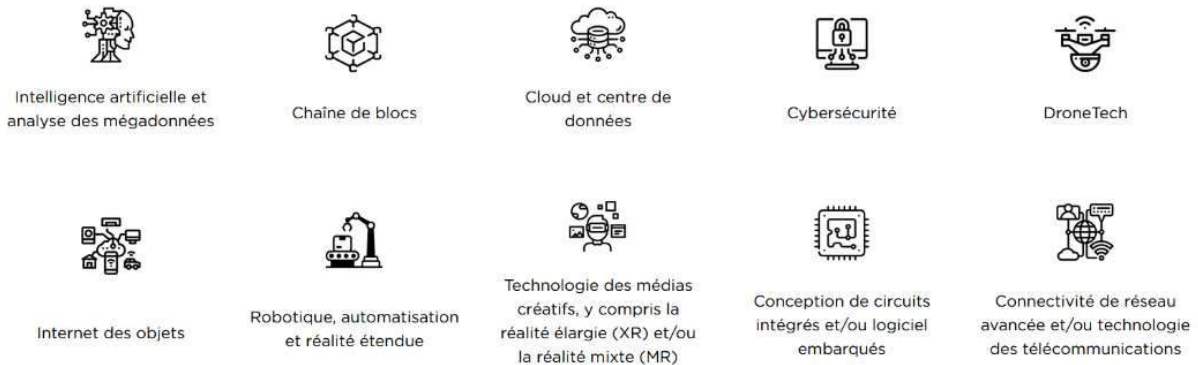 Intelligence artificielle et
analyse des mégadonnées
Chaîne de blocs
Cloud et centre de
données
Cybersécurité
DroneTech
Internet des objets
Robotique, automatisation
et réalité étendue
Technologie des médias
créatifs, y compris la
réalité élargie (XR) et/ou
la réalité mixte (MR)
Conception de circuits
intégrés et/ou logiciel
embarqués
Connectivité de réseau
avancée et/ou technologie
des télécommunications